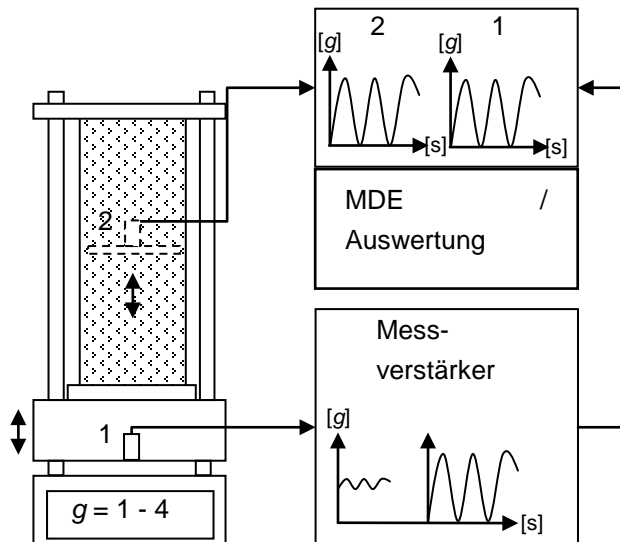 [g] 2 1
[s] [s]
MDE /
Auswertung
2
Mess-
verstärker
1
[g]
g = 1 - 4
[s]